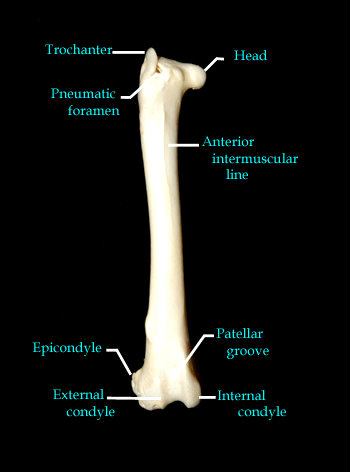 Trochanter
Head
Pneumatic
foramen
Anterior
intermuscular
line
Patellar
groove
Epicondyle
External
condyle
Internal
condyle